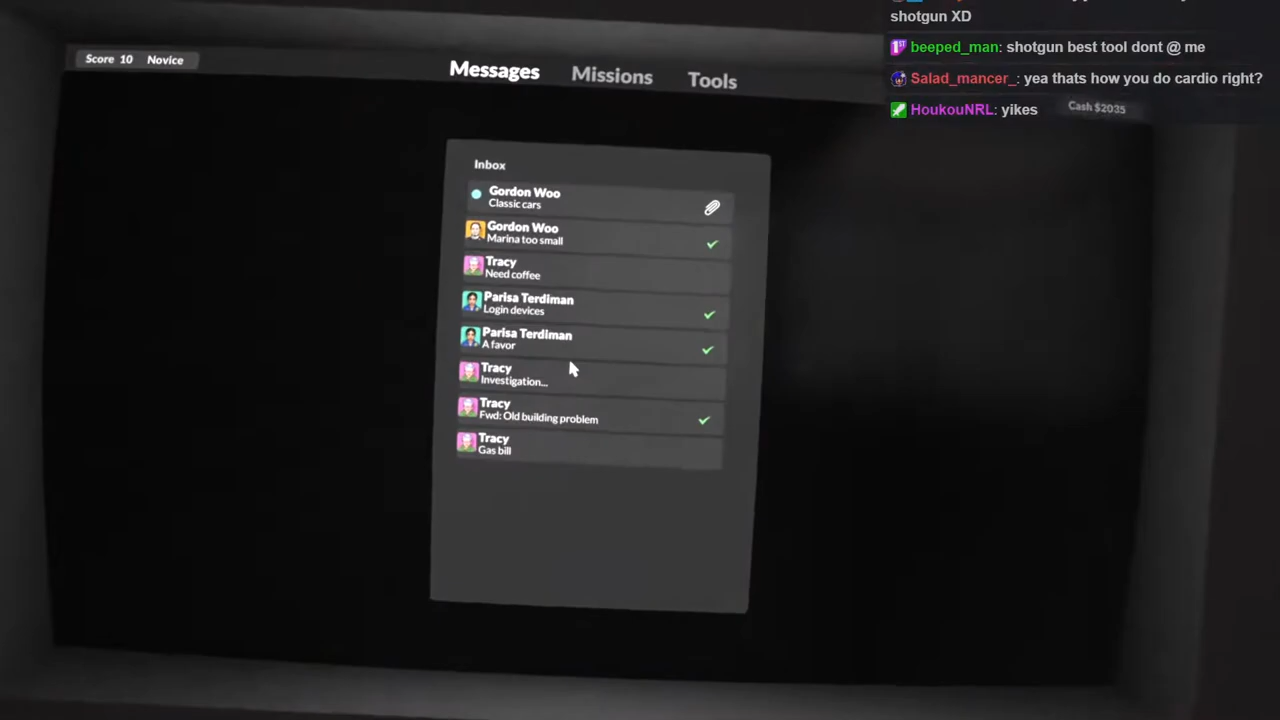 shotgun XD
beeped_man: shotgun best tool dont @ me
Salad_mancer_: yea thats how you do cardio right?
HoukouNRL: yikes
Score 10 Novice
Messages Missions Tools
Cash $2035
Inbox
Gordon Woo
Classic cars
Gordon Woo
Marina too small
Tracy
Need coffee
Parisa Terdiman
Login devices
Parisa Terdiman
A favor
Tracy
Investigation...
Tracy
Fwd: Old building problem
Tracy
Gas bill